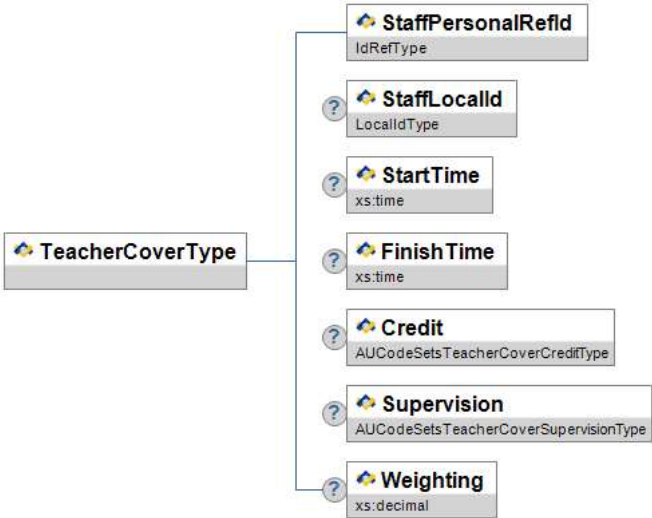 StaffPersonalRefId
IdRefType
?
StaffLocalId
LocalIdType
?
StartTime
xs:time
TeacherCoverType
?
FinishTime
xs:time
?
Credit
AUCodeSetsTeacherCoverCreditType
?
Supervision
AUCodeSetsTeacherCoverSupervisionType
?
Weighting
xs:decimal